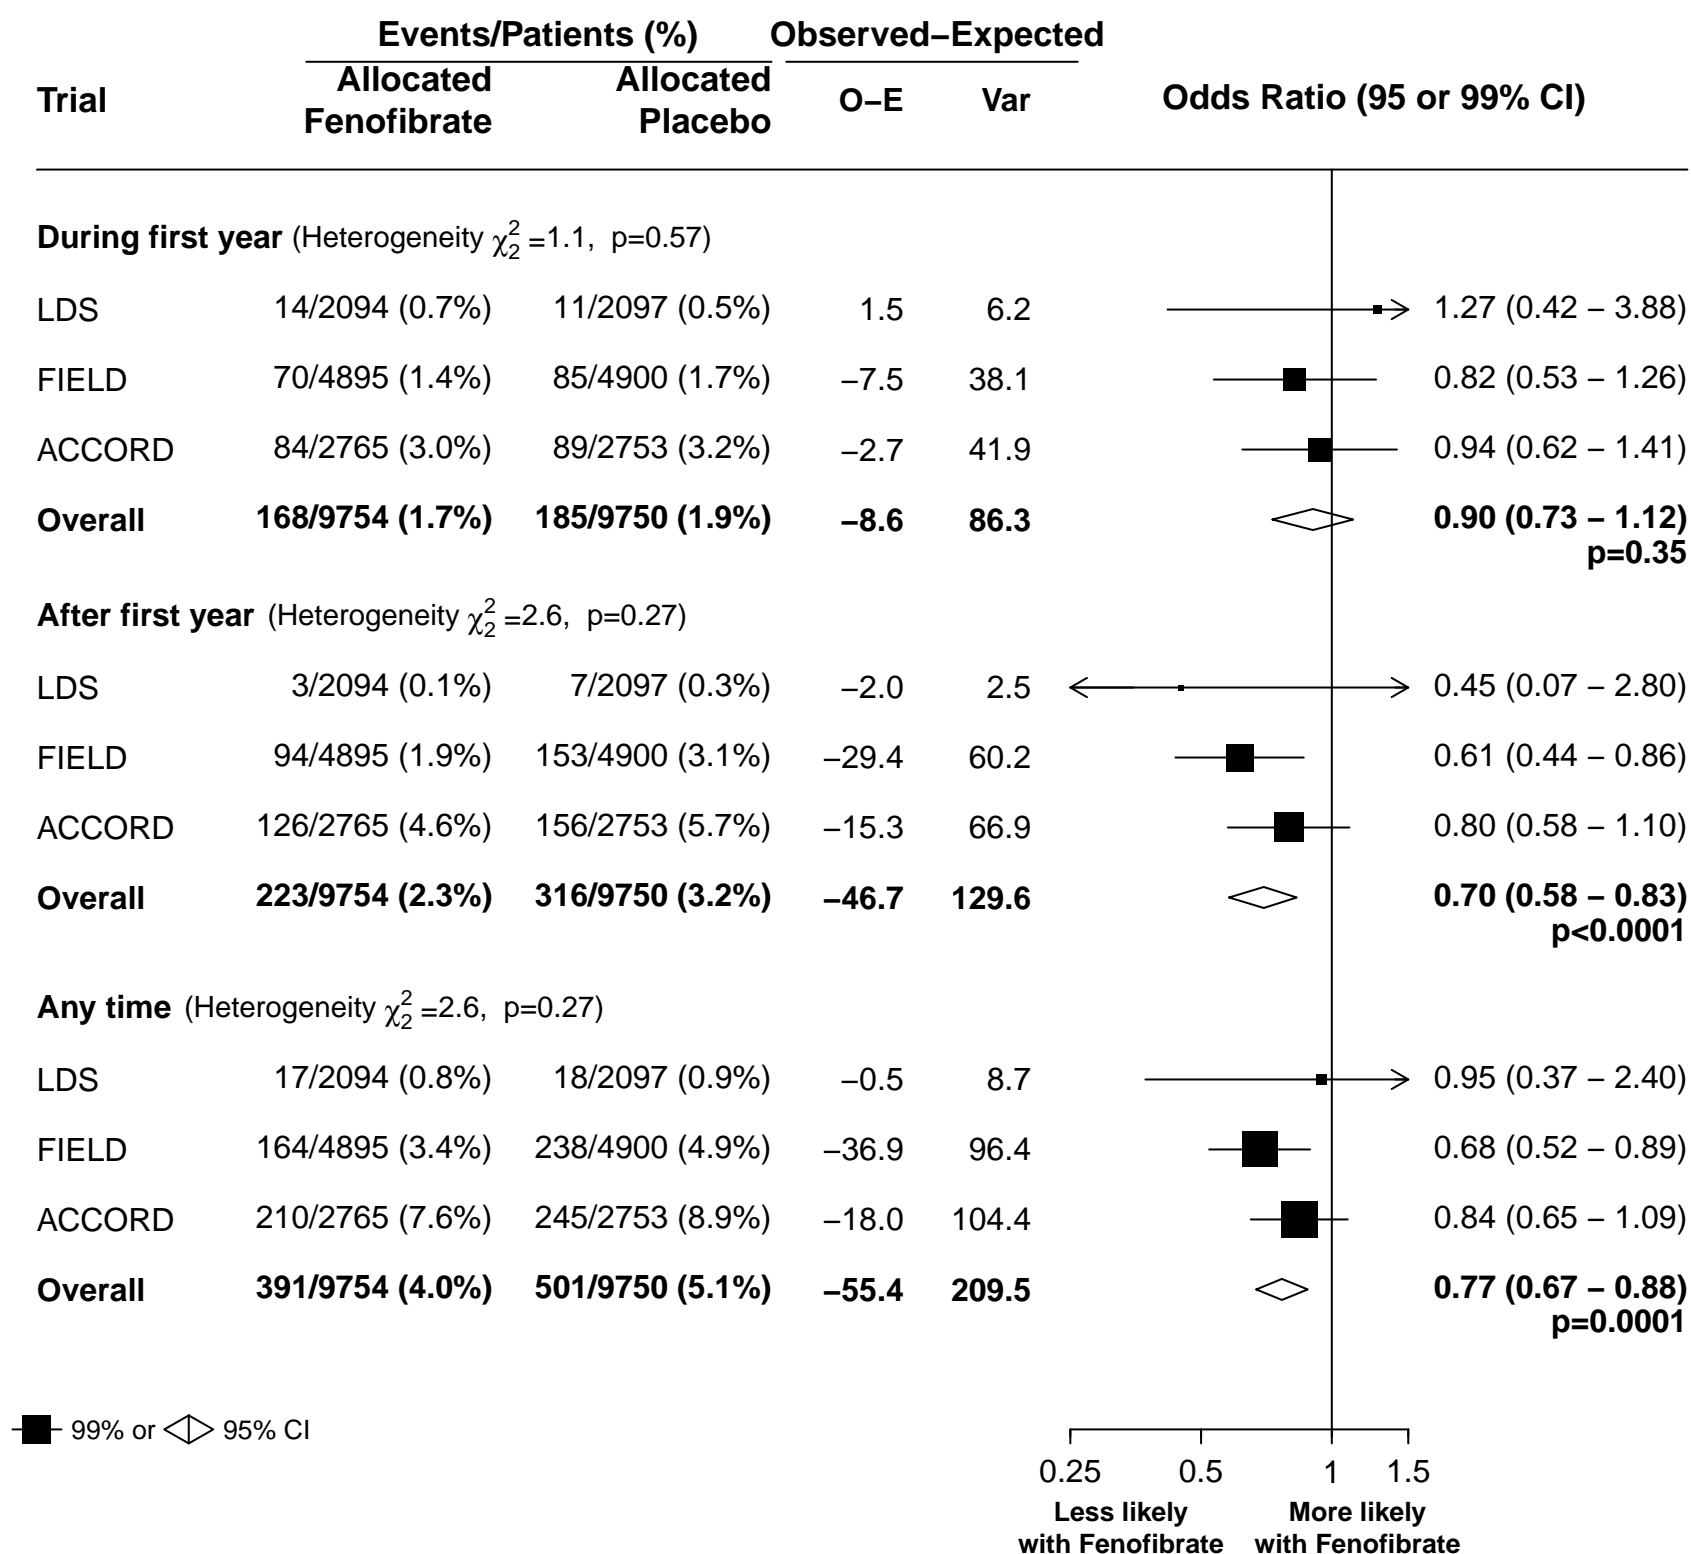 Events/Patients (%) Observed–Expected
Trial Allocated Fenofibrate Allocated Placebo O–E Var Odds Ratio (95 or 99% CI)
During first year (Heterogeneity χ²₂ =1.1, p=0.57)
LDS 14/2094 (0.7%) 11/2097 (0.5%) 1.5 6.2 1.27 (0.42 – 3.88)
FIELD 70/4895 (1.4%) 85/4900 (1.7%) –7.5 38.1 0.82 (0.53 – 1.26)
ACCORD 84/2765 (3.0%) 89/2753 (3.2%) –2.7 41.9 0.94 (0.62 – 1.41)
Overall 168/9754 (1.7%) 185/9750 (1.9%) –8.6 86.3 0.90 (0.73 – 1.12)
p=0.35
After first year (Heterogeneity χ²₂ =2.6, p=0.27)
LDS 3/2094 (0.1%) 7/2097 (0.3%) –2.0 2.5 0.45 (0.07 – 2.80)
FIELD 94/4895 (1.9%) 153/4900 (3.1%) –29.4 60.2 0.61 (0.44 – 0.86)
ACCORD 126/2765 (4.6%) 156/2753 (5.7%) –15.3 66.9 0.80 (0.58 – 1.10)
Overall 223/9754 (2.3%) 316/9750 (3.2%) –46.7 129.6 0.70 (0.58 – 0.83)
p<0.0001
Any time (Heterogeneity χ²₂ =2.6, p=0.27)
LDS 17/2094 (0.8%) 18/2097 (0.9%) –0.5 8.7 0.95 (0.37 – 2.40)
FIELD 164/4895 (3.4%) 238/4900 (4.9%) –36.9 96.4 0.68 (0.52 – 0.89)
ACCORD 210/2765 (7.6%) 245/2753 (8.9%) –18.0 104.4 0.84 (0.65 – 1.09)
Overall 391/9754 (4.0%) 501/9750 (5.1%) –55.4 209.5 0.77 (0.67 – 0.88)
p=0.0001
99% or 95% CI
0.25 0.5 1 1.5
Less likely with Fenofibrate More likely with Fenofibrate